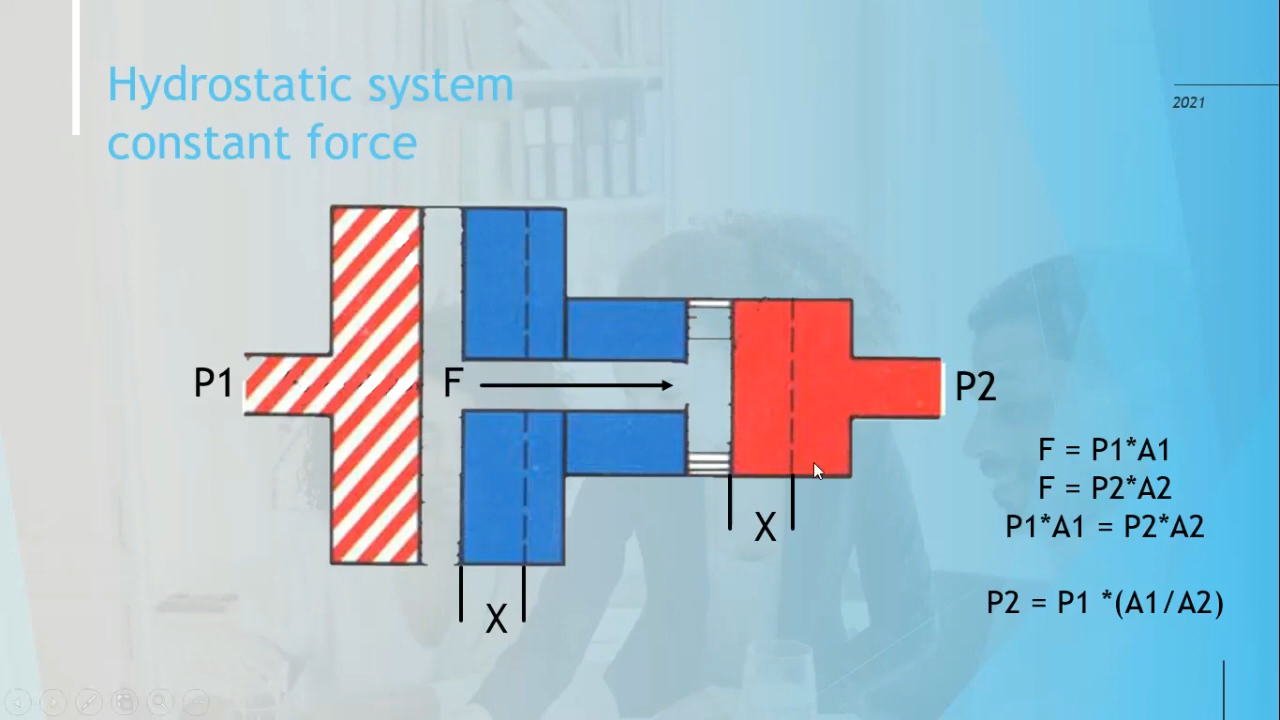 Hydrostatic system
constant force
2021
P1
F
P2
F = P1*A1
F = P2*A2
P1*A1 = P2*A2
X
P2 = P1 *(A1/A2)
X